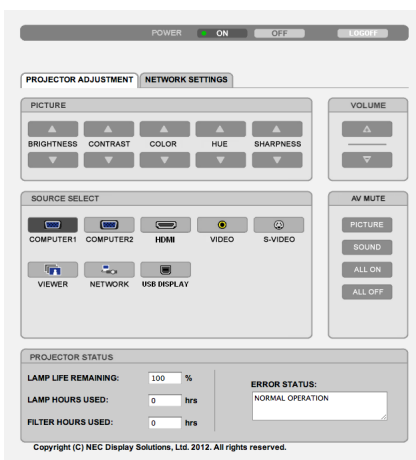 POWER ON OFF LOGOFF
PROJECTOR ADJUSTMENT NETWORK SETTINGS
PICTURE
BRIGHTNESS CONTRAST COLOR HUE SHARPNESS
VOLUME
SOURCE SELECT
COMPUTER1 COMPUTER2 HDMI VIDEO S-VIDEO
VIEWER NETWORK USB DISPLAY
AV MUTE
PICTURE
SOUND
ALL ON
ALL OFF
PROJECTOR STATUS
LAMP LIFE REMAINING: 100 %
LAMP HOURS USED: 0 hrs
FILTER HOURS USED: 0 hrs
ERROR STATUS:
NORMAL OPERATION
Copyright (C) NEC Display Solutions, Ltd. 2012. All rights reserved.